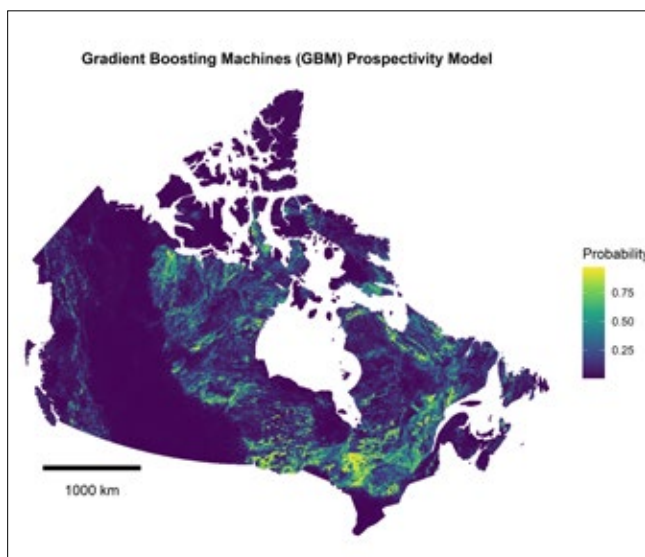 Gradient Boosting Machines (GBM) Prospectivity Model
Probability
0.75
0.50
0.25
1000 km